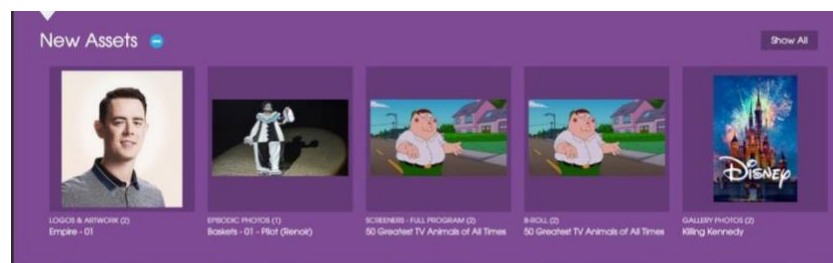 New Assets
Show All
LOGOS & ARTWORK (2)
Empire - 01
EPISODIC PHOTOS (1)
Baskets - 01 - Pilot (Renoir)
SCREENERS - FULL PROGRAM (2)
50 Greatest TV Animals of All Times
B-ROLL (2)
50 Greatest TV Animals of All Times
DISNEY
GALLERY PHOTOS (2)
Killing Kennedy